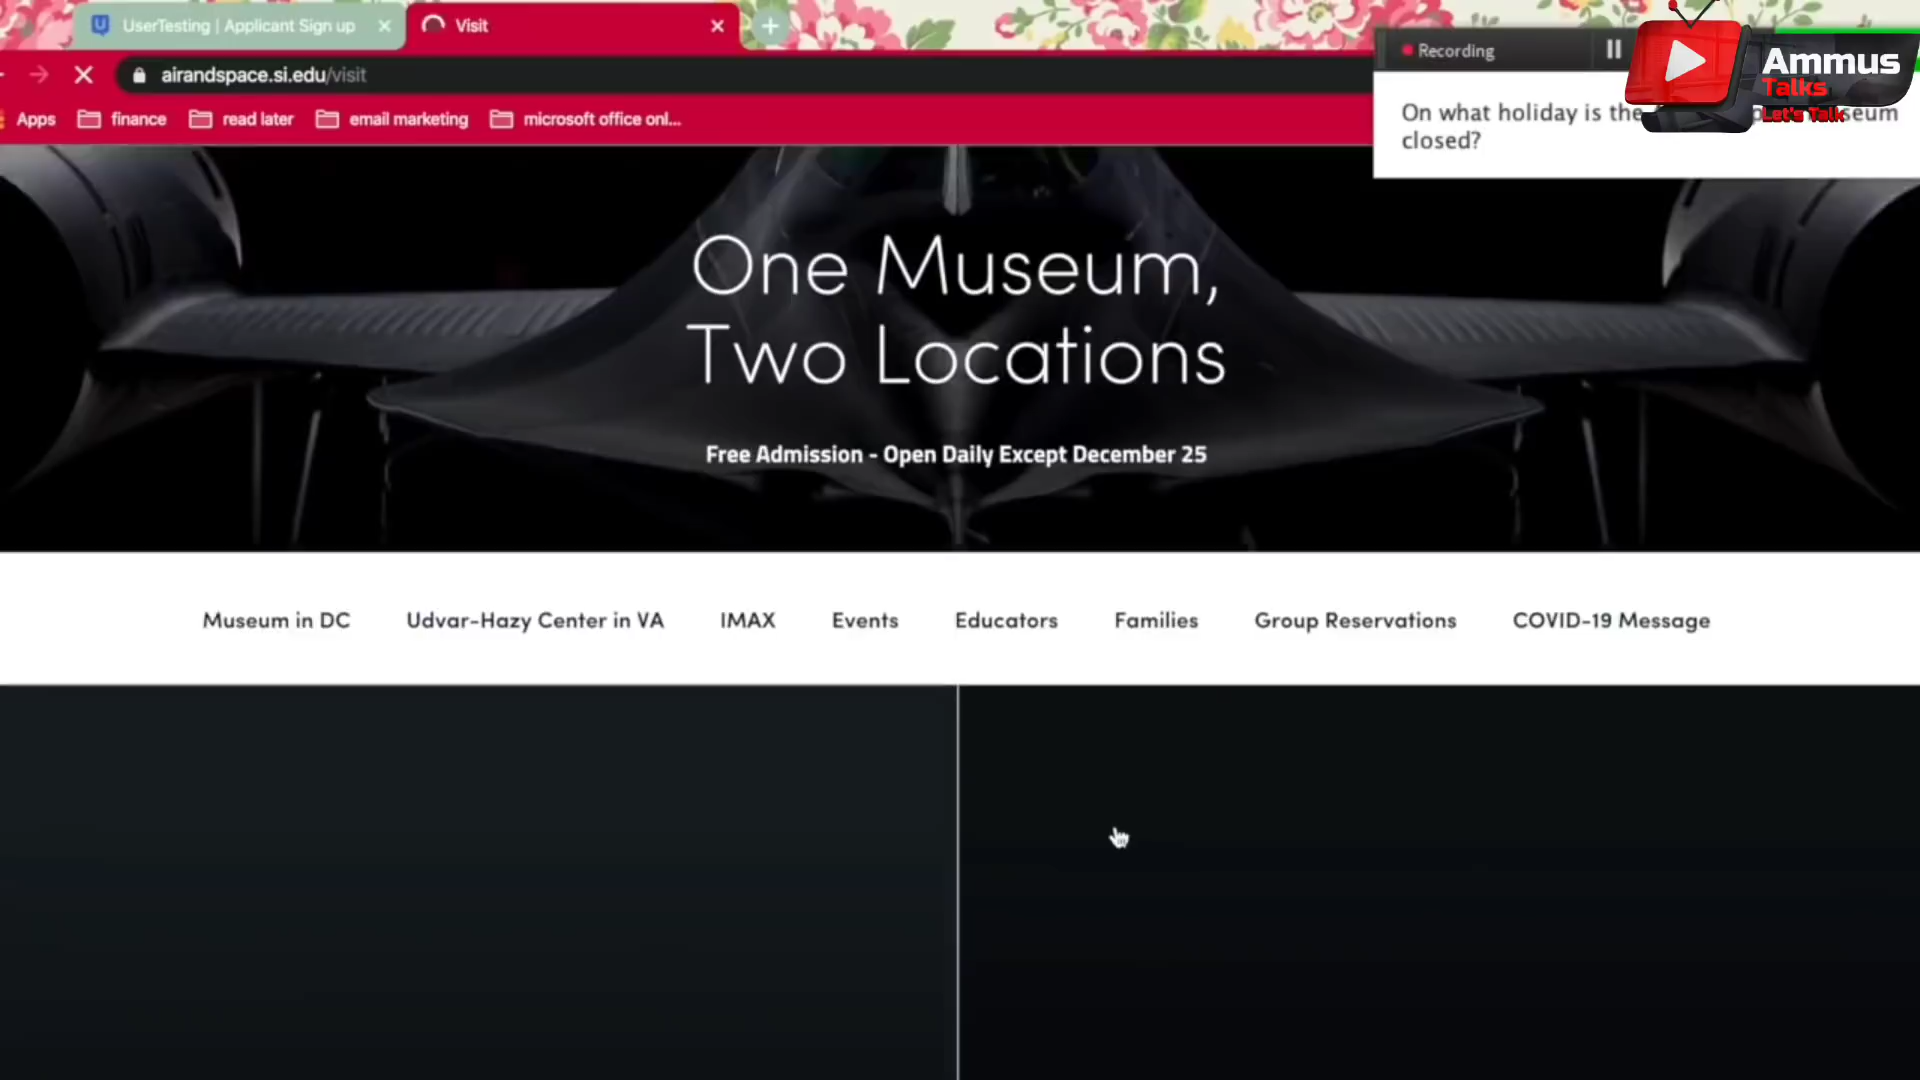 UserTesting | Applicant Sign up
Visit
airandspace.si.edu/visit
Apps
finance
read later
email marketing
microsoft office onl...
Recording
On what holiday is the
closed?
Ammus
Talks
Let's Talk
One Museum,
Two Locations
Free Admission - Open Daily Except December 25
Museum in DC
Udvar-Hazy Center in VA
IMAX
Events
Educators
Families
Group Reservations
COVID-19 Message